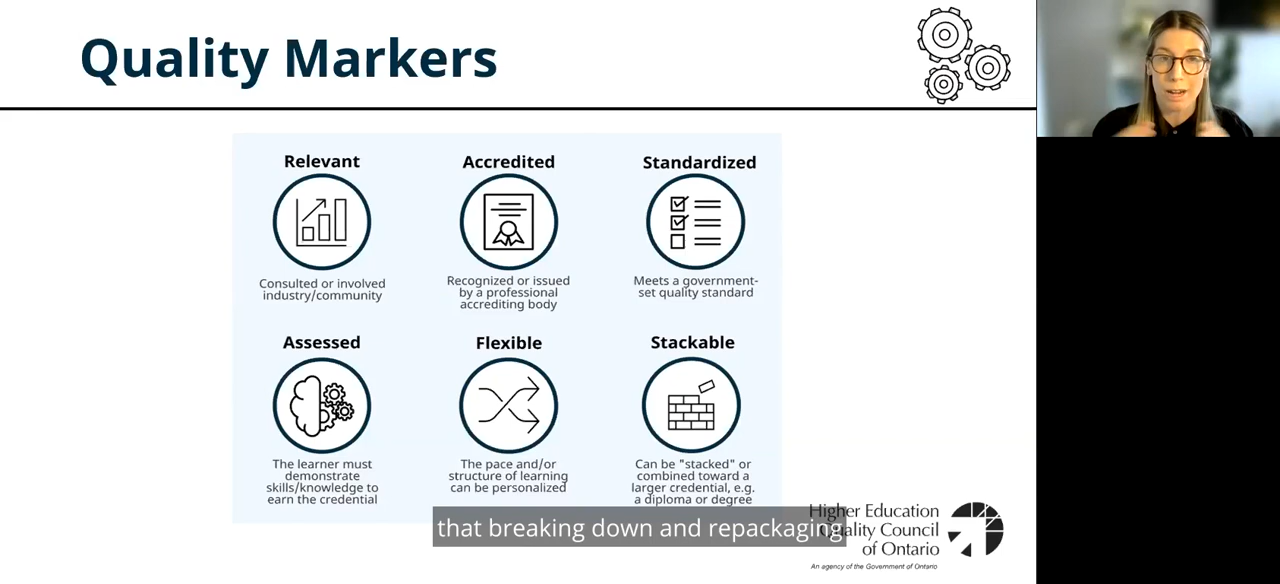 Quality Markers
Relevant
Consulted or involved
industry/community
Accredited
Recognized or issued
by a professional
accrediting body
Standardized
Meets a government-
set quality standard
Assessed
The learner must
demonstrate
skills/knowledge to
earn the credential
Flexible
The pace and/or
structure of learning
can be personalized
Stackable
Can be "stacked" or
combined toward a
larger credential, e.g.
a diploma or degree
Higher Education
Quality Council
of Ontario
An agency of the Government of Ontario
that breaking down and repackaging